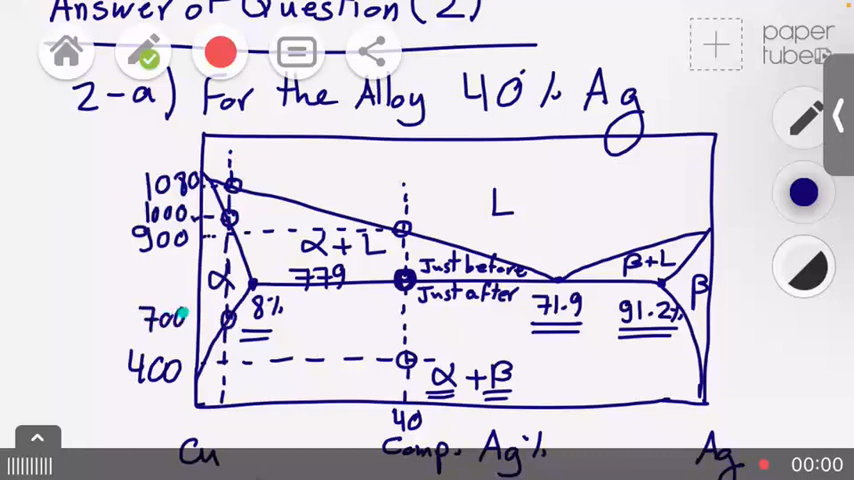 Answer of Question (2)
paper
tube
2-a) For the Alloy 40% Ag
1080
1000
900
L
α+L
β+L
α
779
Just before
β
8%
Just after
71.9
91.2%
700
400
α+β
40
Cu
Comp. Ag%
Ag
00:00